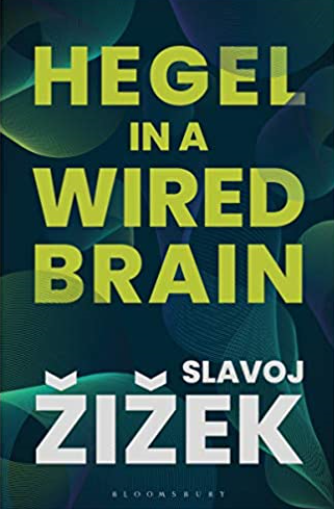 HEGEL
IN A
WIRED
BRAIN
SLAVOJ
ŽIŽEK
BLOOMSBURY